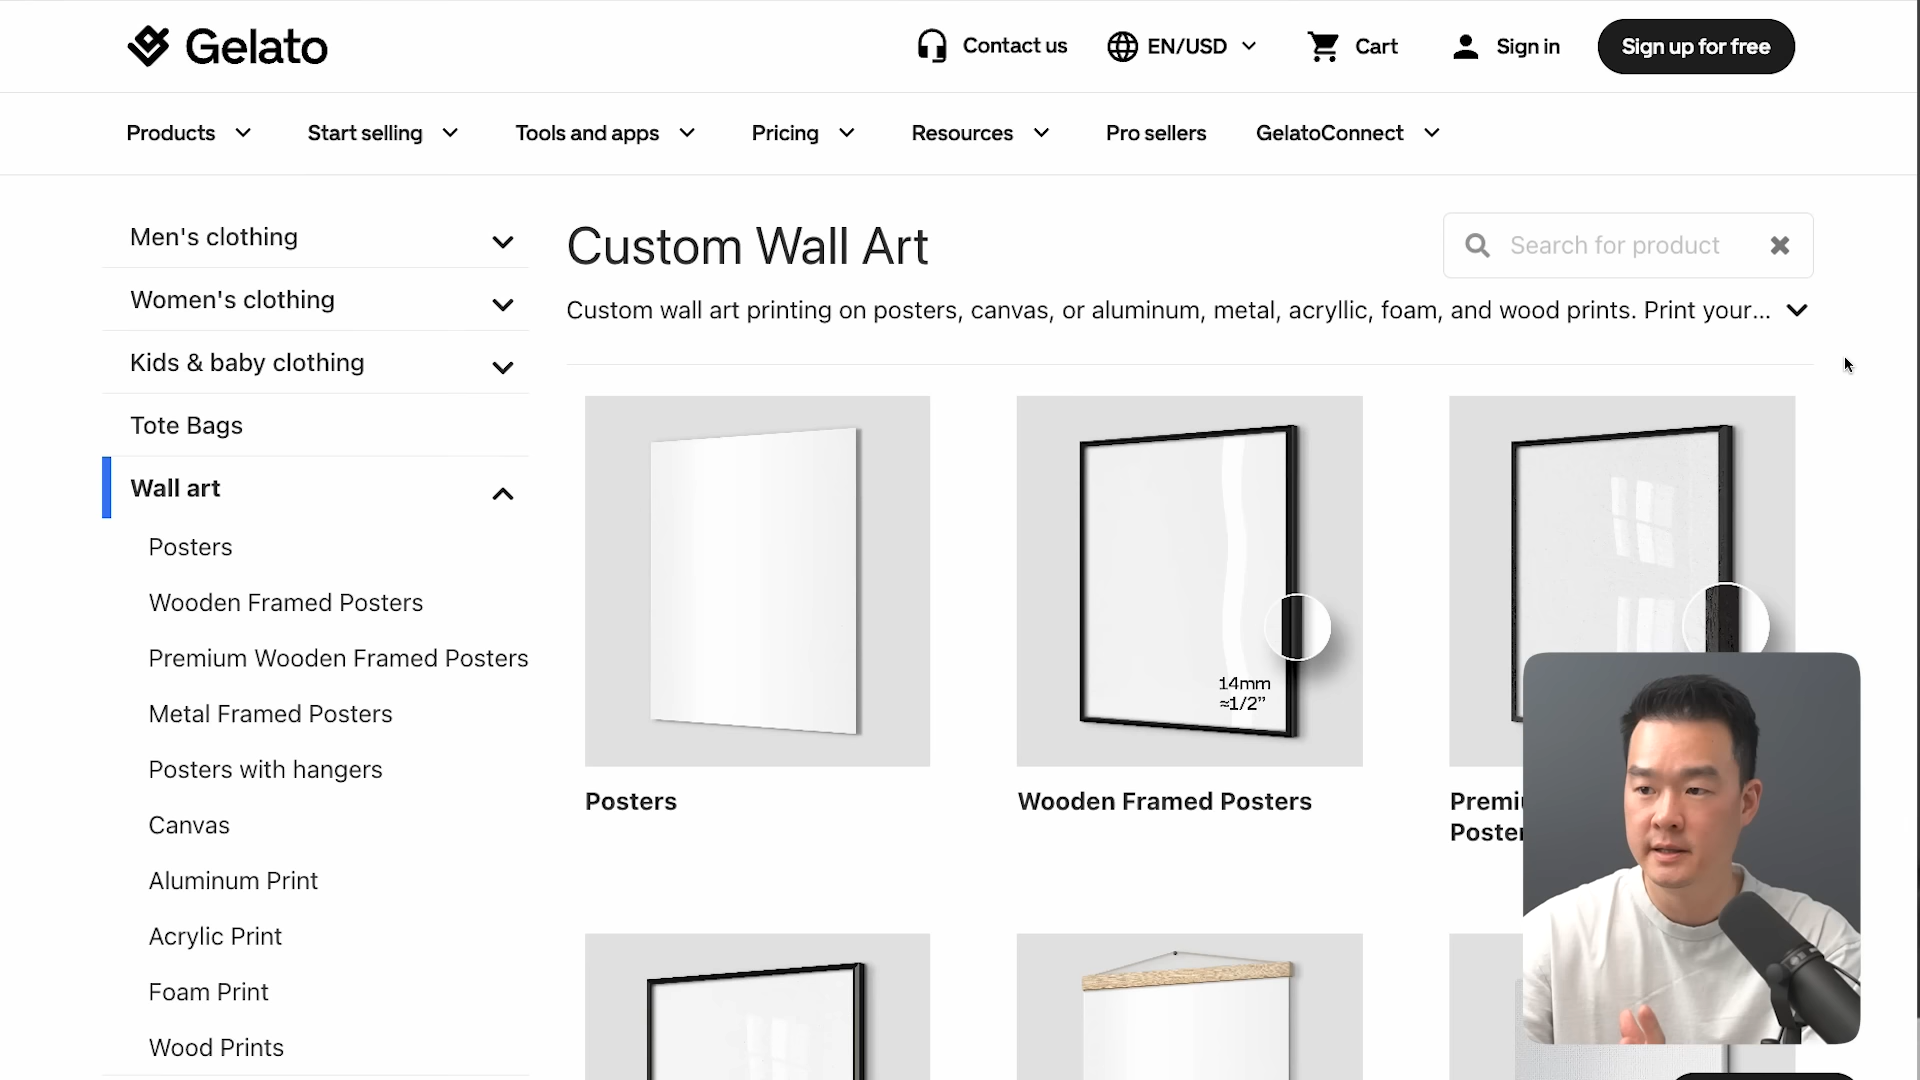 Gelato
Contact us
EN/USD
Cart
Sign in
Sign up for free
Products
Start selling
Tools and apps
Pricing
Resources
Pro sellers
GelatoConnect
Men's clothing
Women's clothing
Kids & baby clothing
Tote Bags
Wall art
Posters
Wooden Framed Posters
Premium Wooden Framed Posters
Metal Framed Posters
Posters with hangers
Canvas
Aluminum Print
Acrylic Print
Foam Print
Wood Prints
Custom Wall Art
Search for product
Custom wall art printing on posters, canvas, or aluminum, metal, acryllic, foam, and wood prints. Print your...
14mm
≈1/2”
Posters
Wooden Framed Posters